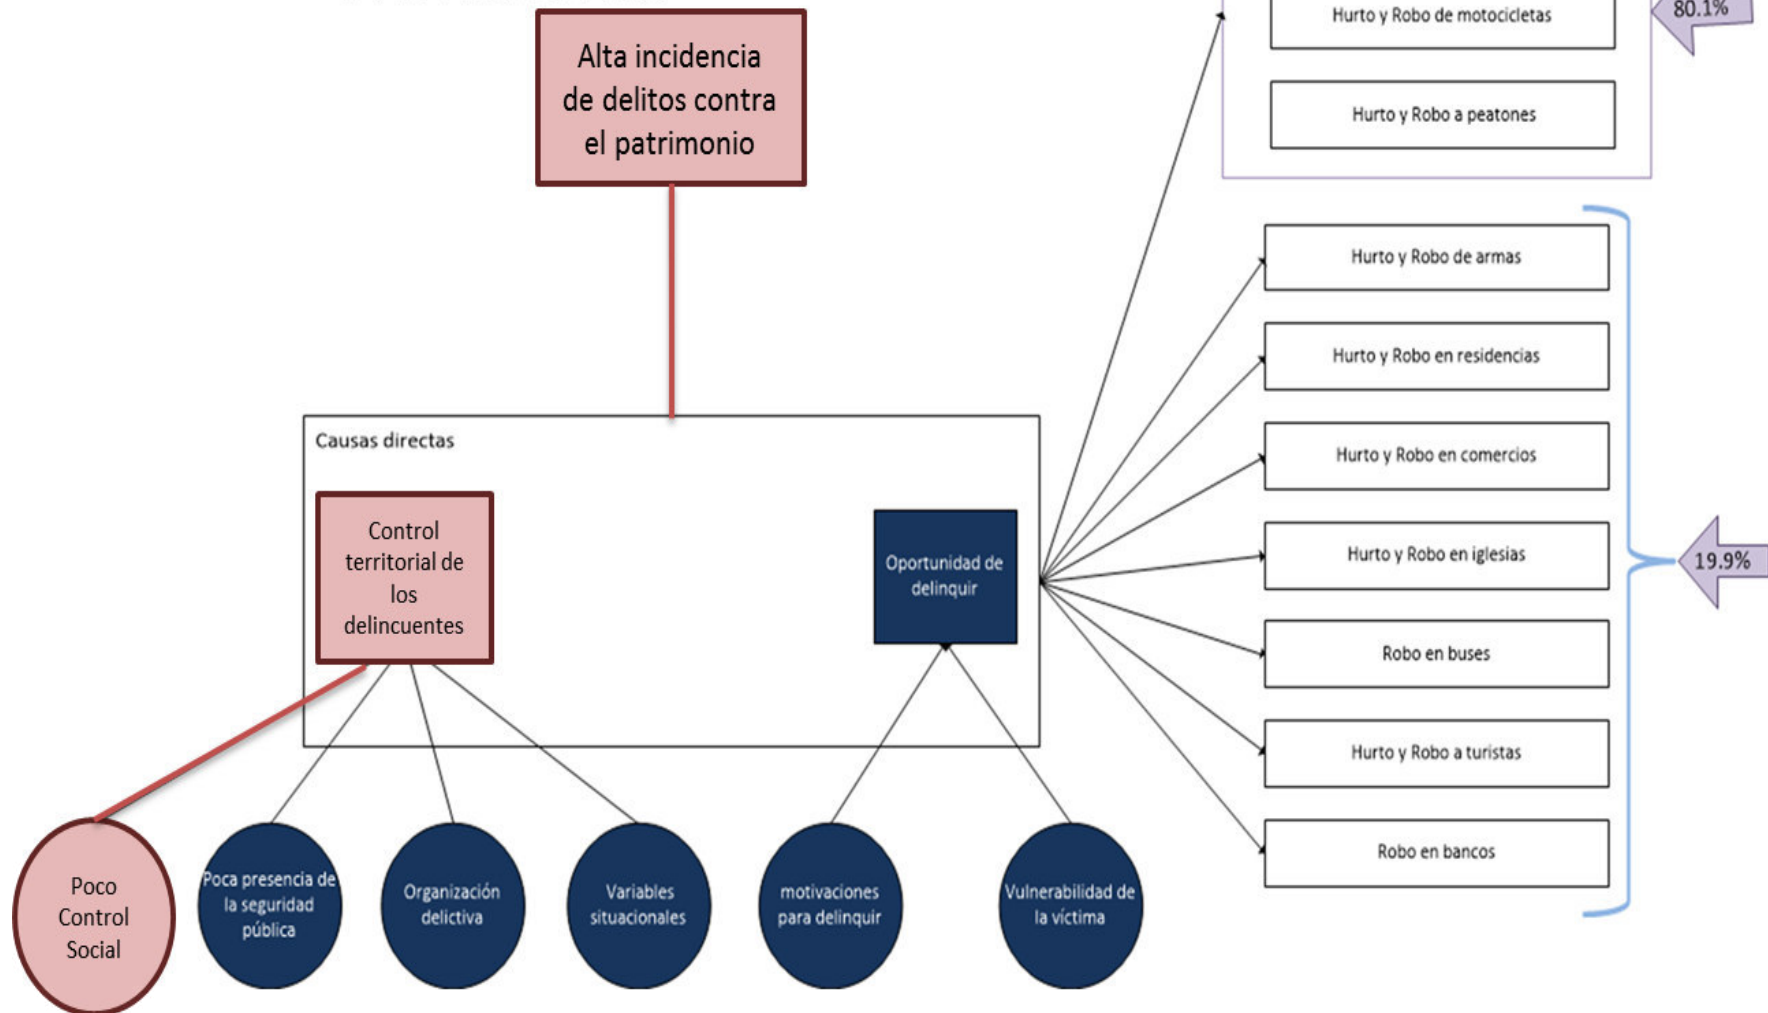 Alta incidencia
de delitos contra
el patrimonio
Hurto y Robo de motocicletas
80.1%
Hurto y Robo a peatones
Hurto y Robo de armas
Hurto y Robo en residencias
Hurto y Robo en comercios
Hurto y Robo en iglesias
19.9%
Robo en buses
Hurto y Robo a turistas
Robo en bancos
Causas directas
Control
territorial de
los
delincuentes
Oportunidad de
delinquir
Poco
Control
Social
Poca presencia de
la seguridad
pública
Organización
delictiva
Variables
situacionales
motivaciones
para delinquir
Vulnerabilidad de
la víctima